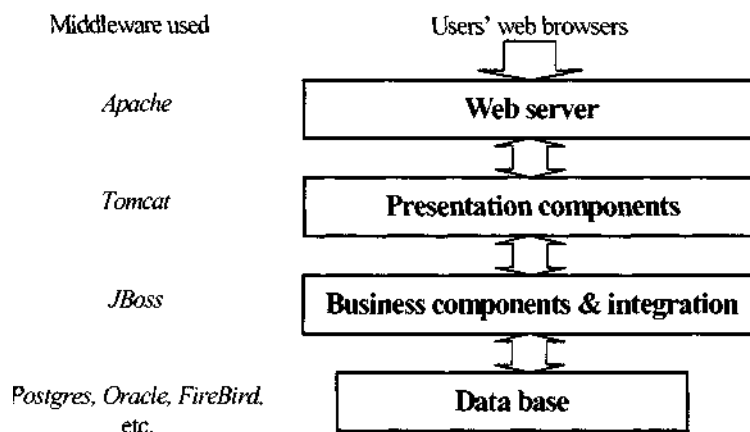 Middleware used Users' web browsers
Apache Web server
Tomcat Presentation components
JBoss Business components & integration
Postgres, Oracle, FireBird, Data base
etc.